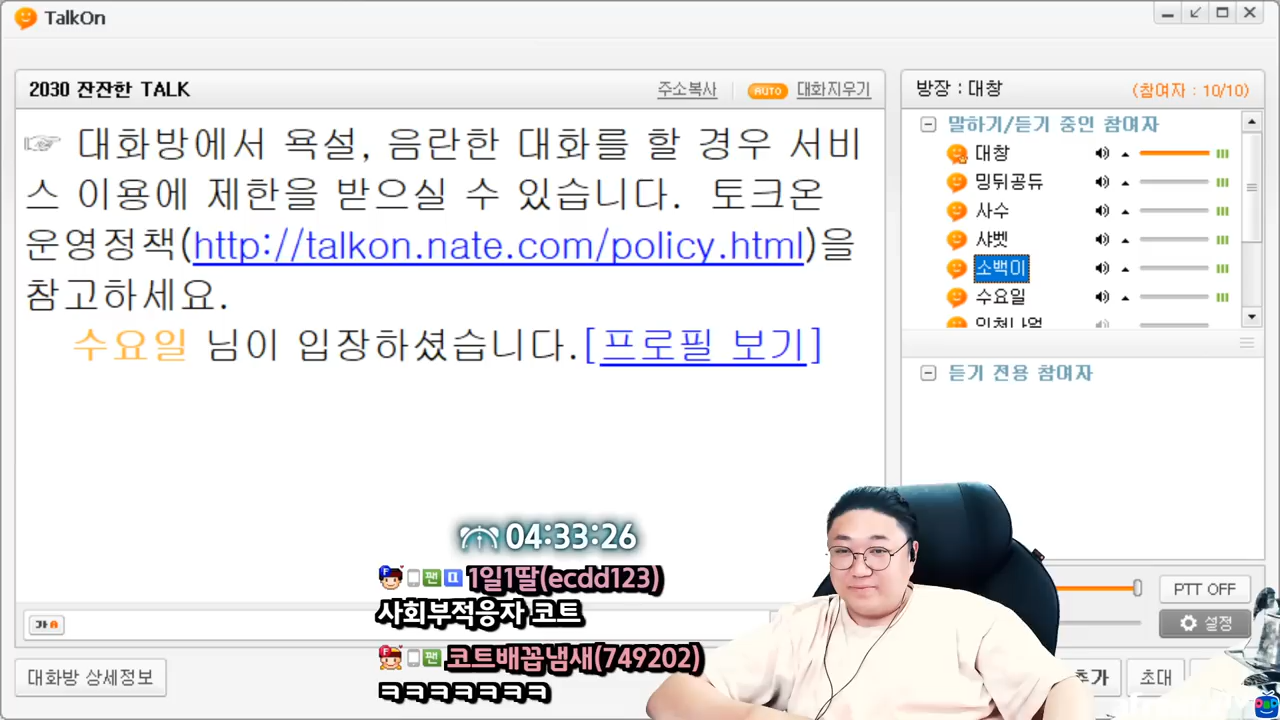 TalkOn
2030 잔잔한 TALK
주소복사
AUTO
대화지우기
☞ 대화방에서 욕설, 음란한 대화를 할 경우 서비
스 이용에 제한을 받으실 수 있습니다. 토크온
운영정책(http://talkon.nate.com/policy.html)을
참고하세요.
수요일 님이 입장하셨습니다.[프로필 보기]
방장 : 대창
(참여자 : 10/10)
말하기/듣기 중인 참여자
대창
밍뒤공듀
사수
샤벳
소백이
수요일
듣기 전용 참여자
04:33:26
팬 1일1딸(ecdd123)
사회부적응자 코트
팬 코트배꼽냄새(749202)
ㅋㅋㅋㅋㅋㅋㅋ
PTT OFF
설정
가
대화방 상세정보
추가
초대